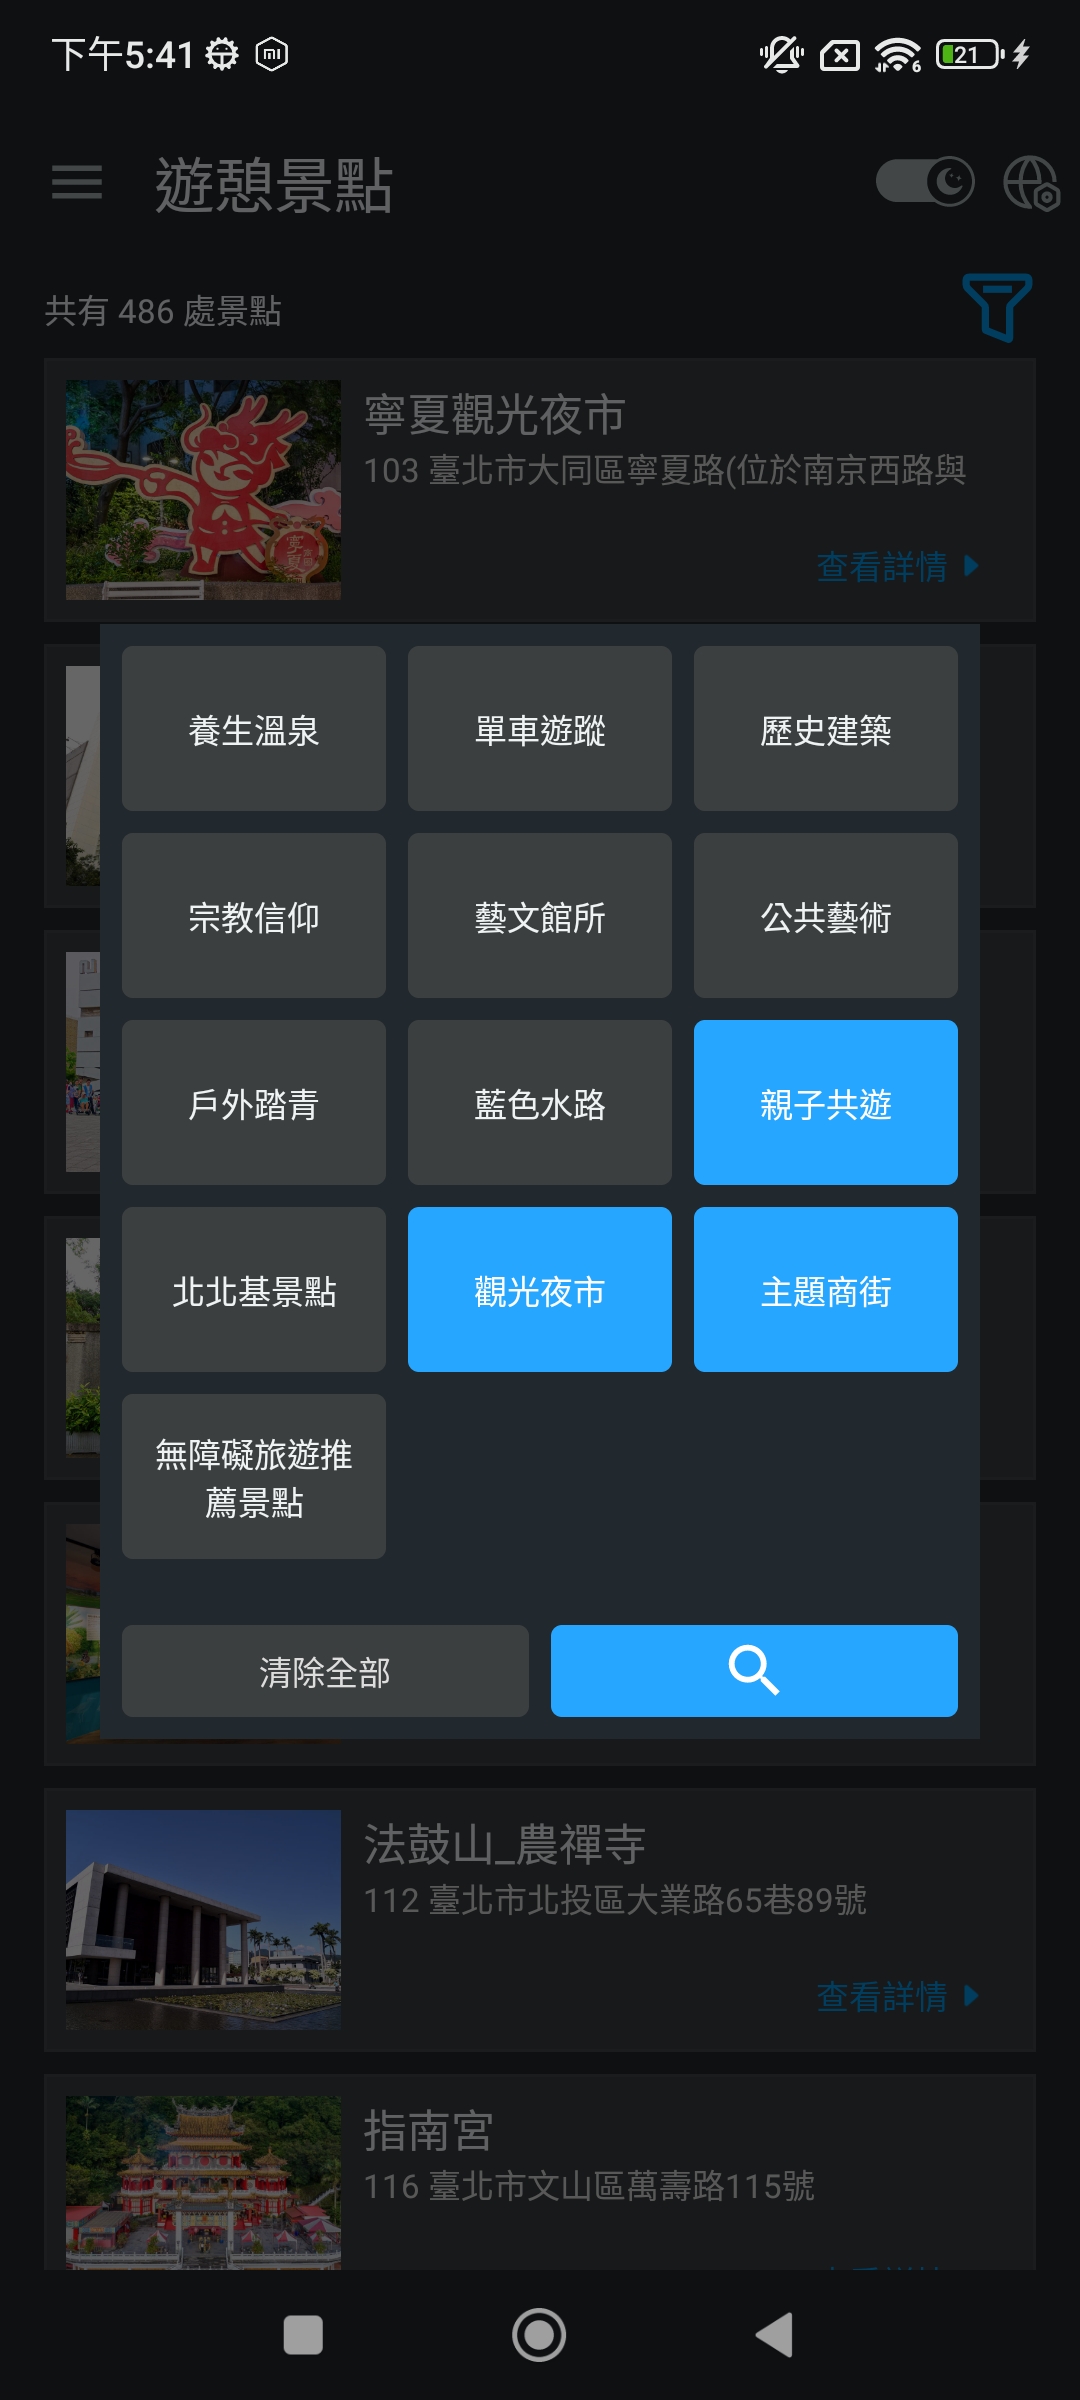 下午5:41
21
遊憩景點
共有 486 處景點
寧夏觀光夜市
103 臺北市大同區寧夏路(位於南京西路與
查看詳情
養生溫泉
單車遊蹤
歷史建築
宗教信仰
藝文館所
公共藝術
戶外踏青
藍色水路
親子共遊
北北基景點
觀光夜市
主題商街
無障礙旅遊推
薦景點
清除全部
法鼓山_農禪寺
112 臺北市北投區大業路65巷89號
查看詳情
指南宮
116 臺北市文山區萬壽路115號